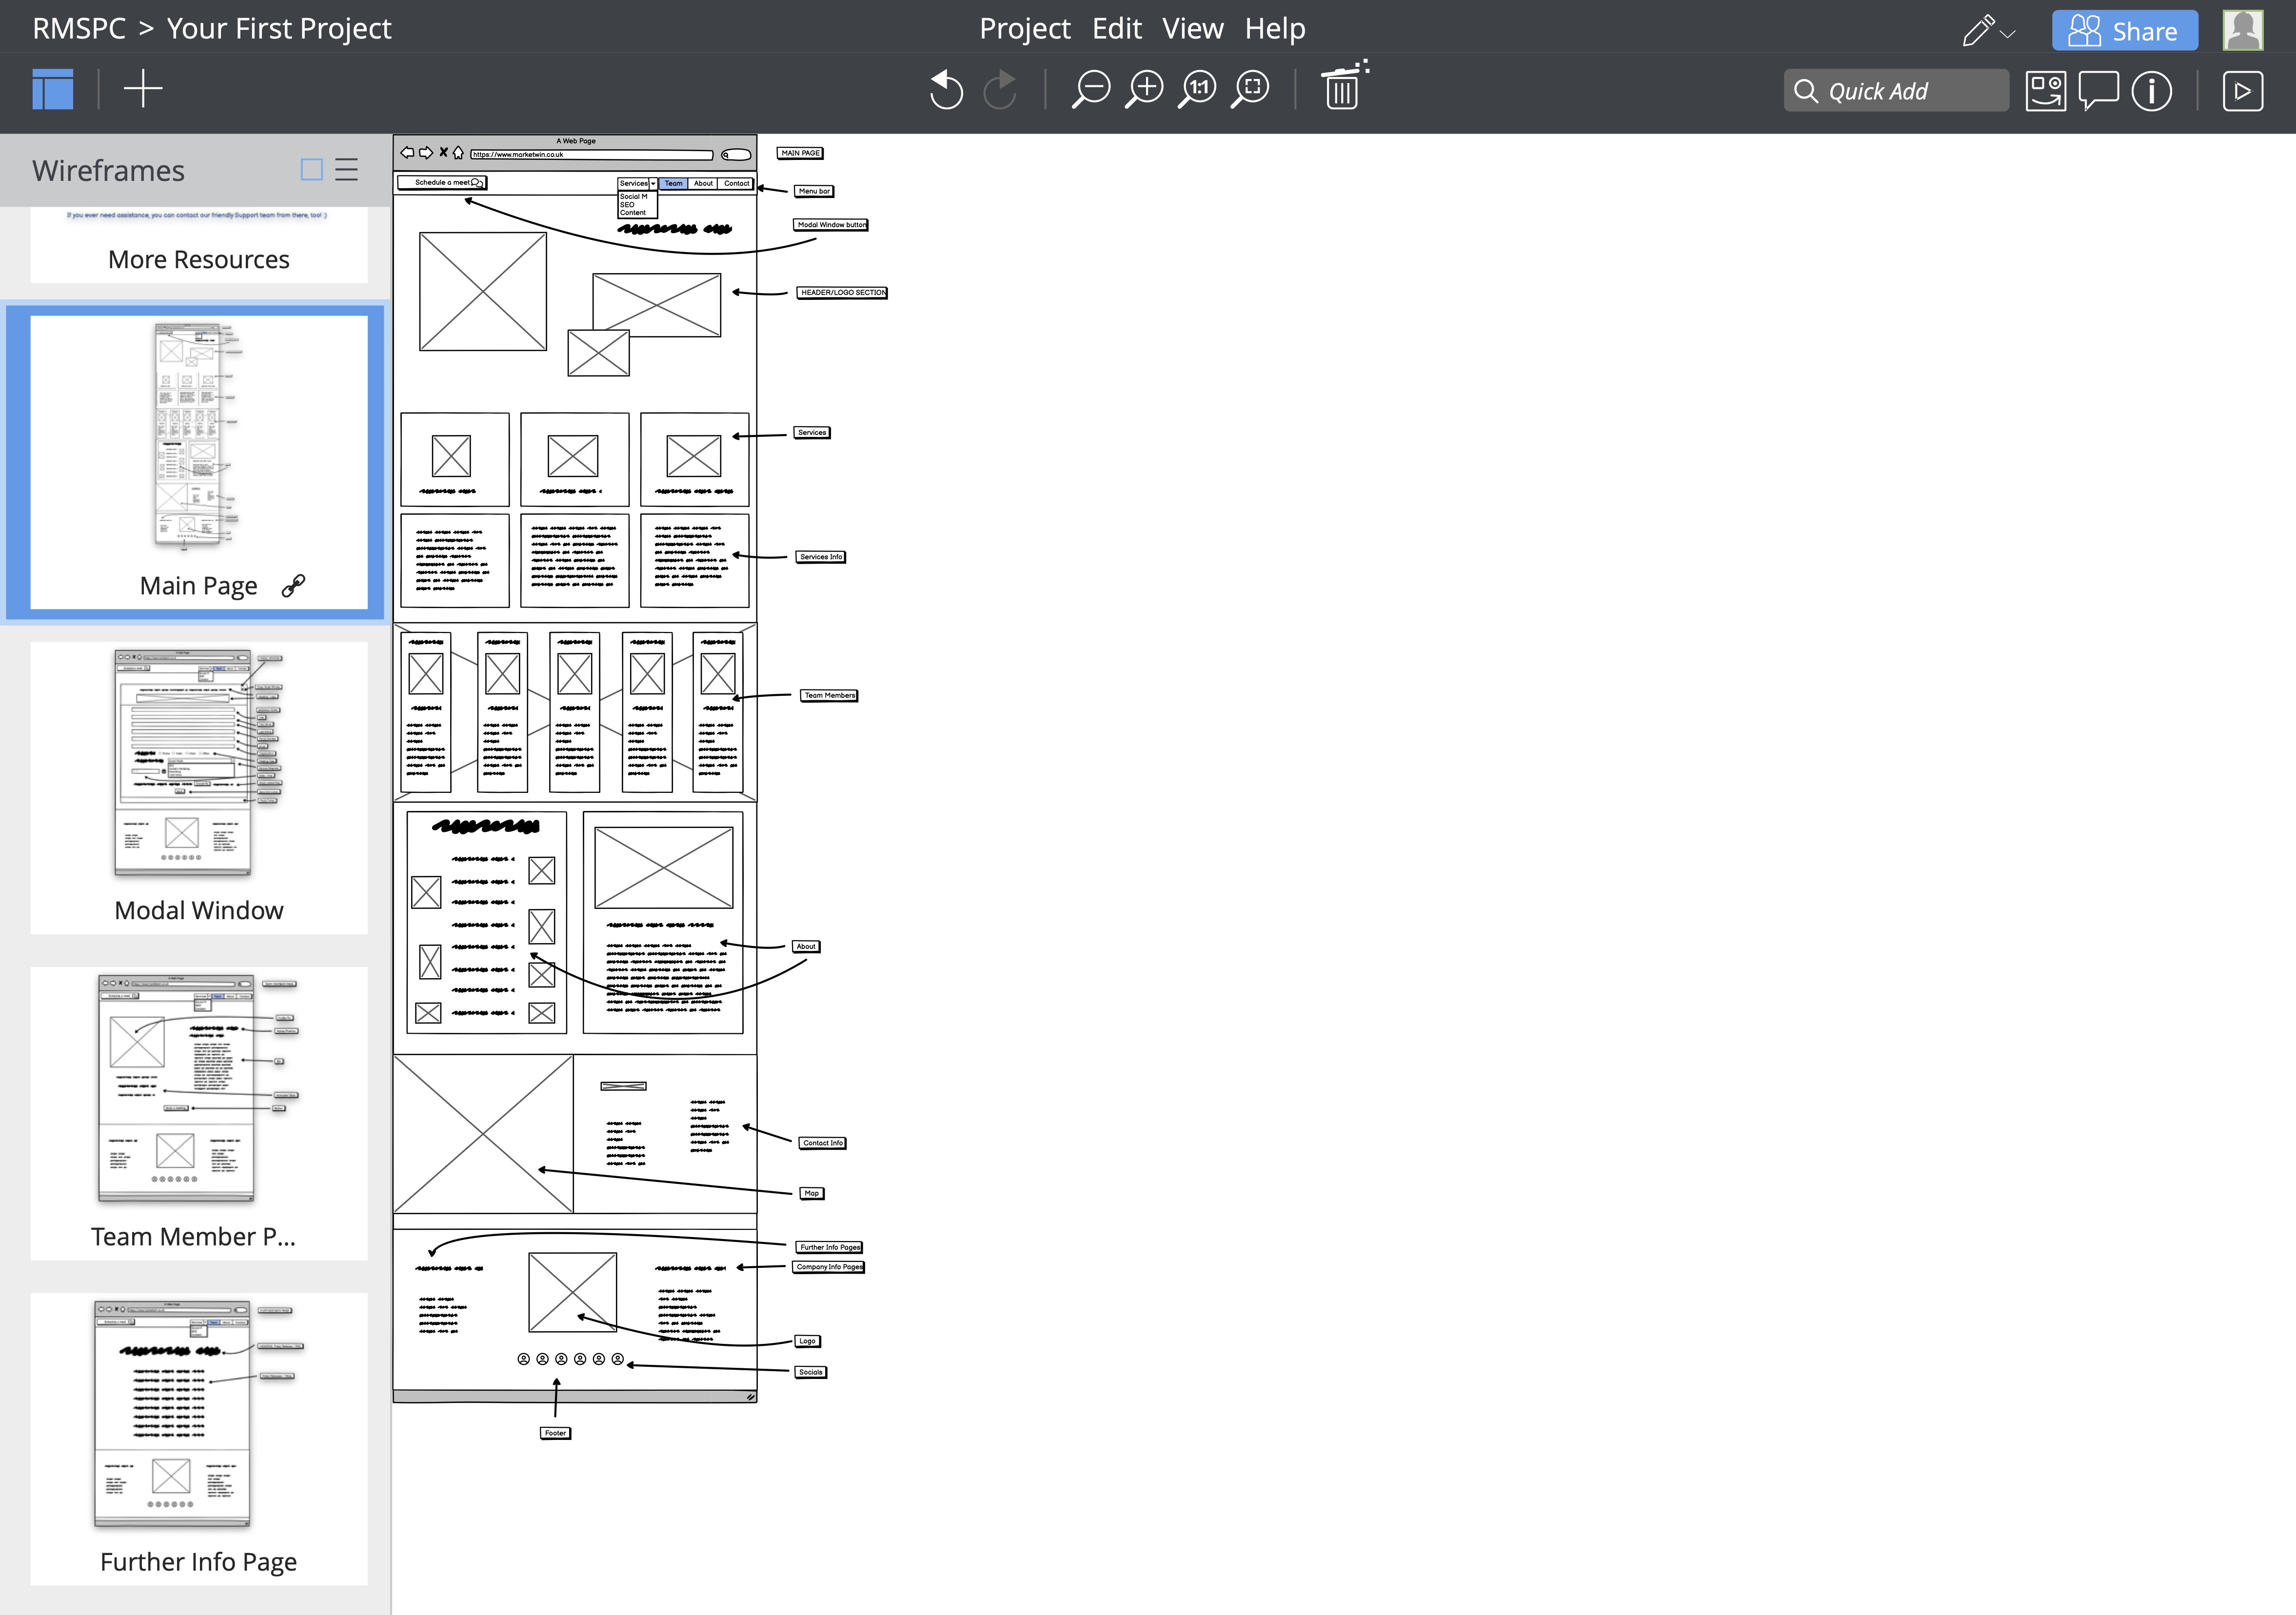 RMSPC > Your First Project
Project Edit View Help
Share
1:1
Quick Add
Wireframes
If you ever need assistance, you can contact our friendly Support team from there, too! :)
More Resources
Main Page
Modal Window
Team Member P...
Further Info Page
A Web Page
https://www.marketwin.co.uk
MAIN PAGE
Schedule a meet
Services Team About Contact
Social M
SEO
Content
Menu bar
Modal Window button
HEADER/LOGO SECTION
Services
Services Info
Team Members
About
Contact Info
Map
Further Info Pages
Company Info Pages
Logo
Socials
Footer